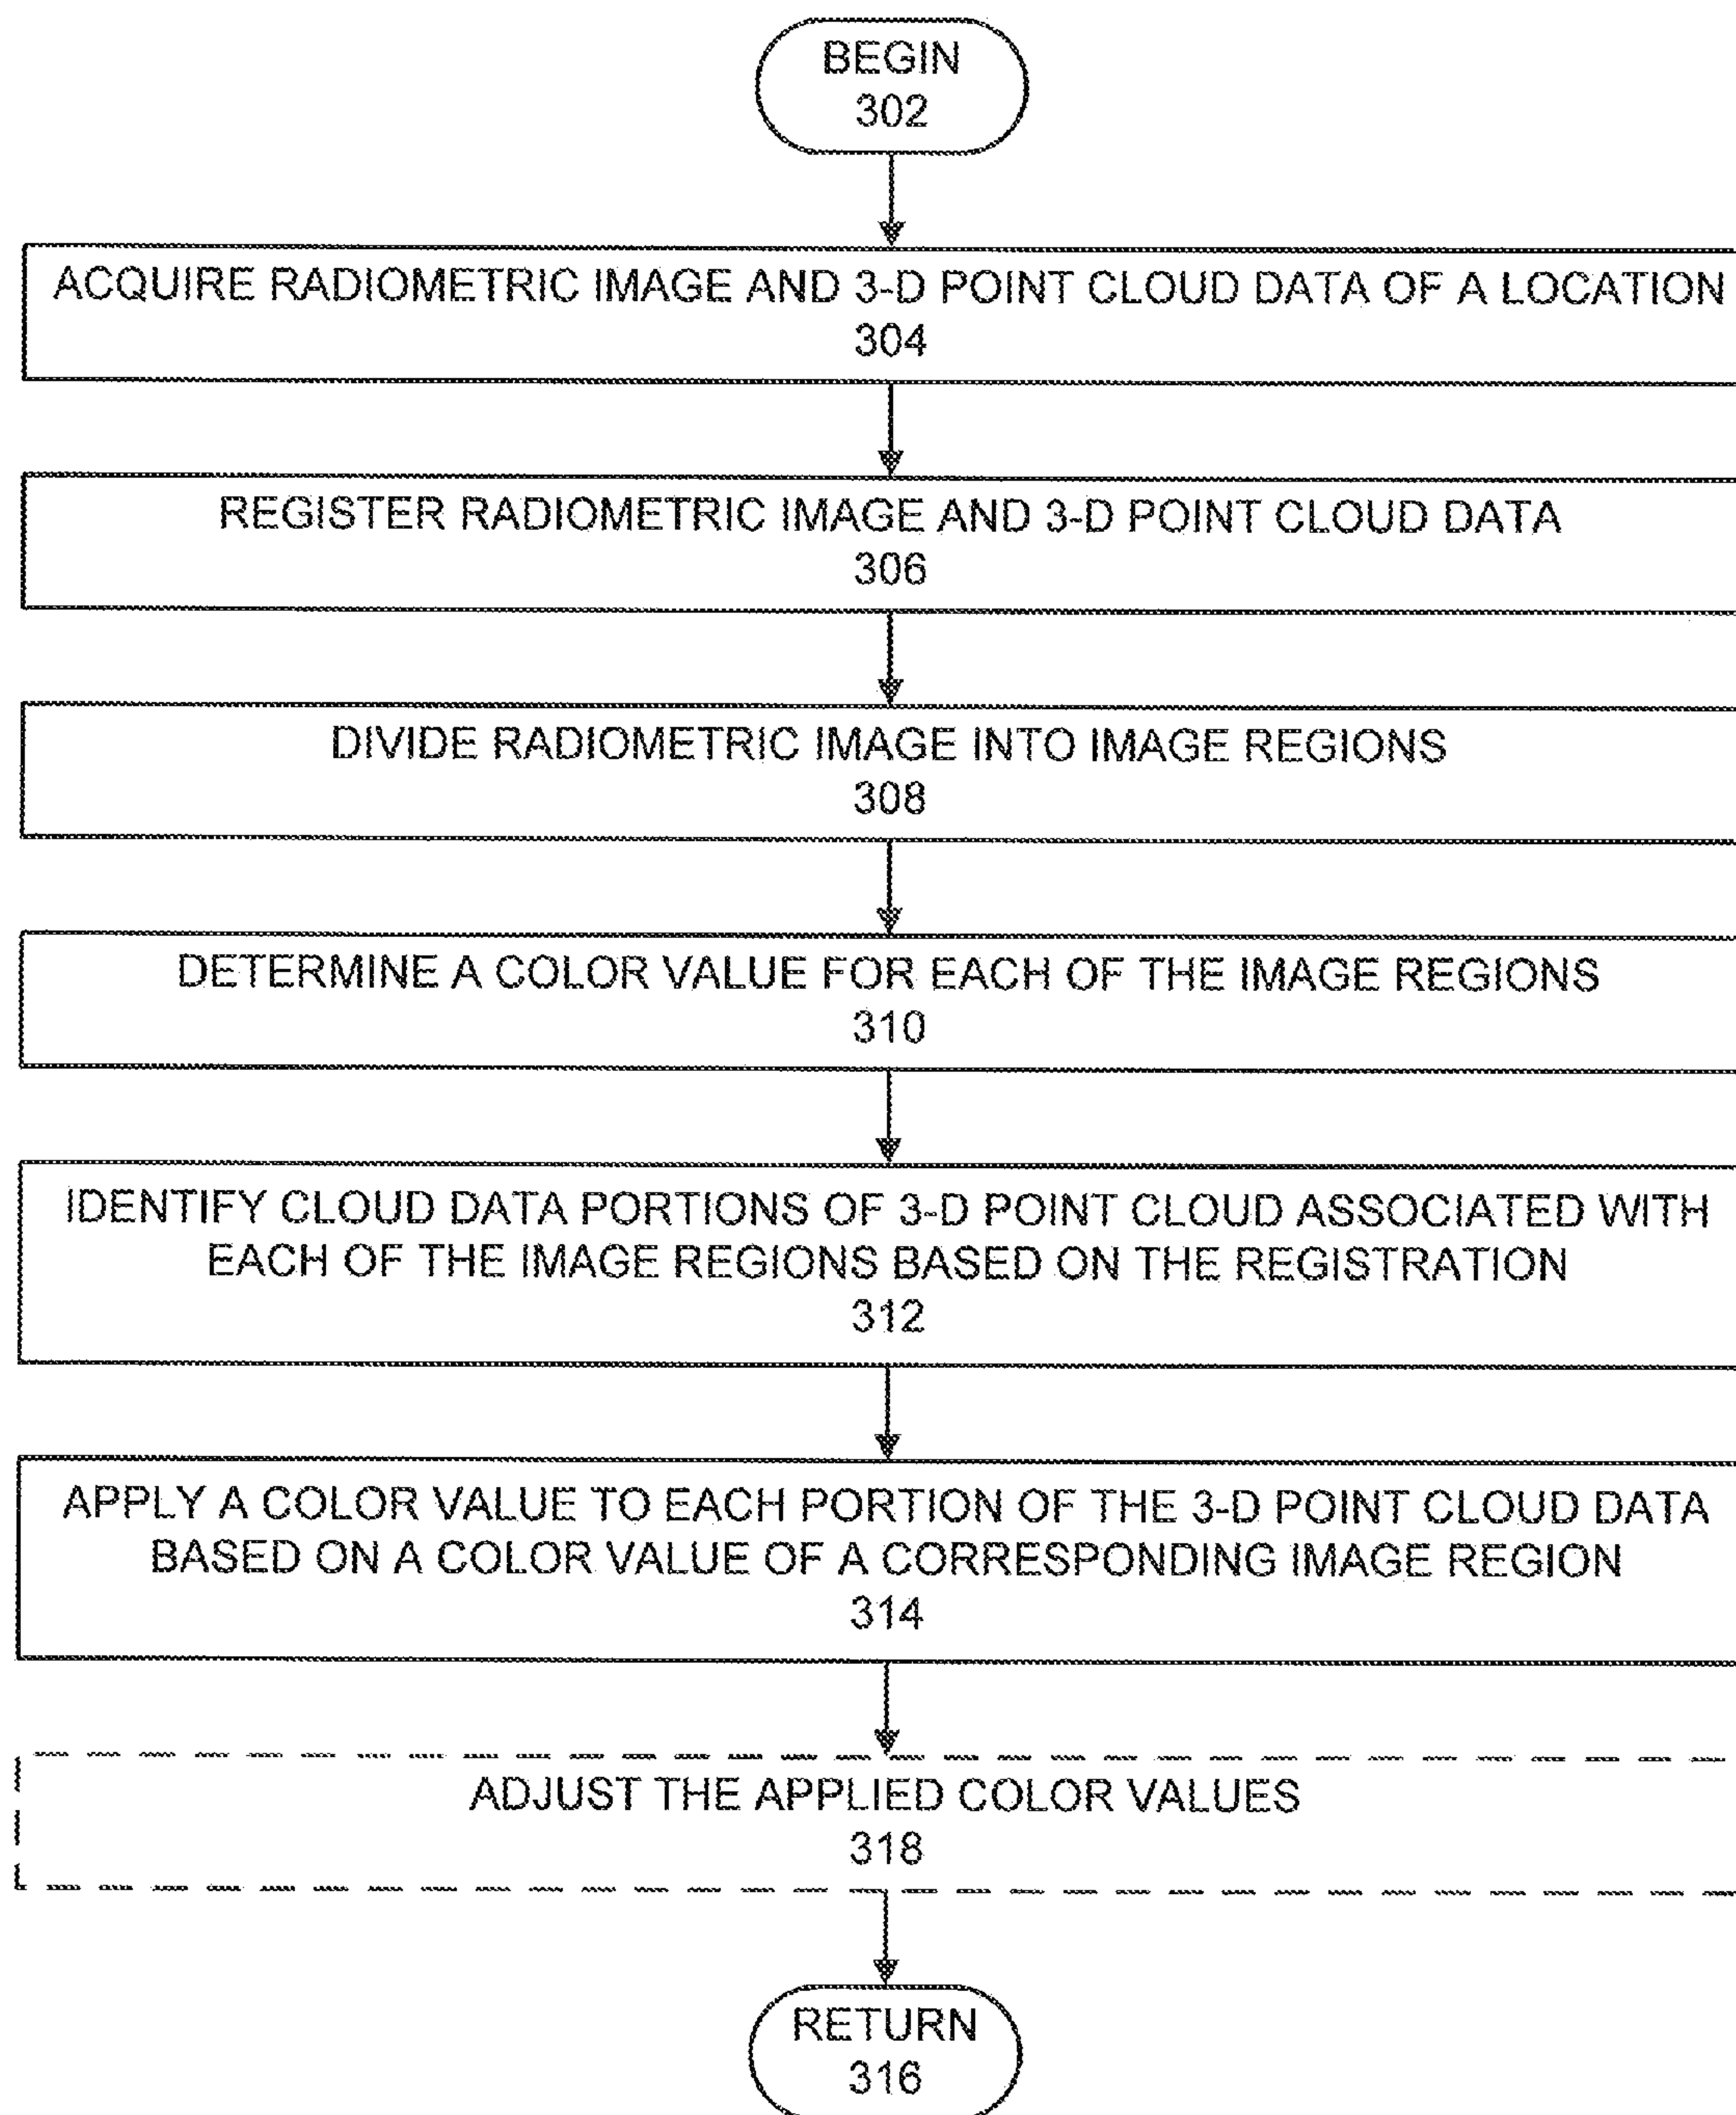 BEGIN
302
ACQUIRE RADIOMETRIC IMAGE AND 3-D POINT CLOUD DATA OF A LOCATION
304
REGISTER RADIOMETRIC IMAGE AND 3-D POINT CLOUD DATA
306
DIVIDE RADIOMETRIC IMAGE INTO IMAGE REGIONS
308
DETERMINE A COLOR VALUE FOR EACH OF THE IMAGE REGIONS
310
IDENTIFY CLOUD DATA PORTIONS OF 3-D POINT CLOUD ASSOCIATED WITH
EACH OF THE IMAGE REGIONS BASED ON THE REGISTRATION
312
APPLY A COLOR VALUE TO EACH PORTION OF THE 3-D POINT CLOUD DATA
BASED ON A COLOR VALUE OF A CORRESPONDING IMAGE REGION
314
ADJUST THE APPLIED COLOR VALUES
318
RETURN
316